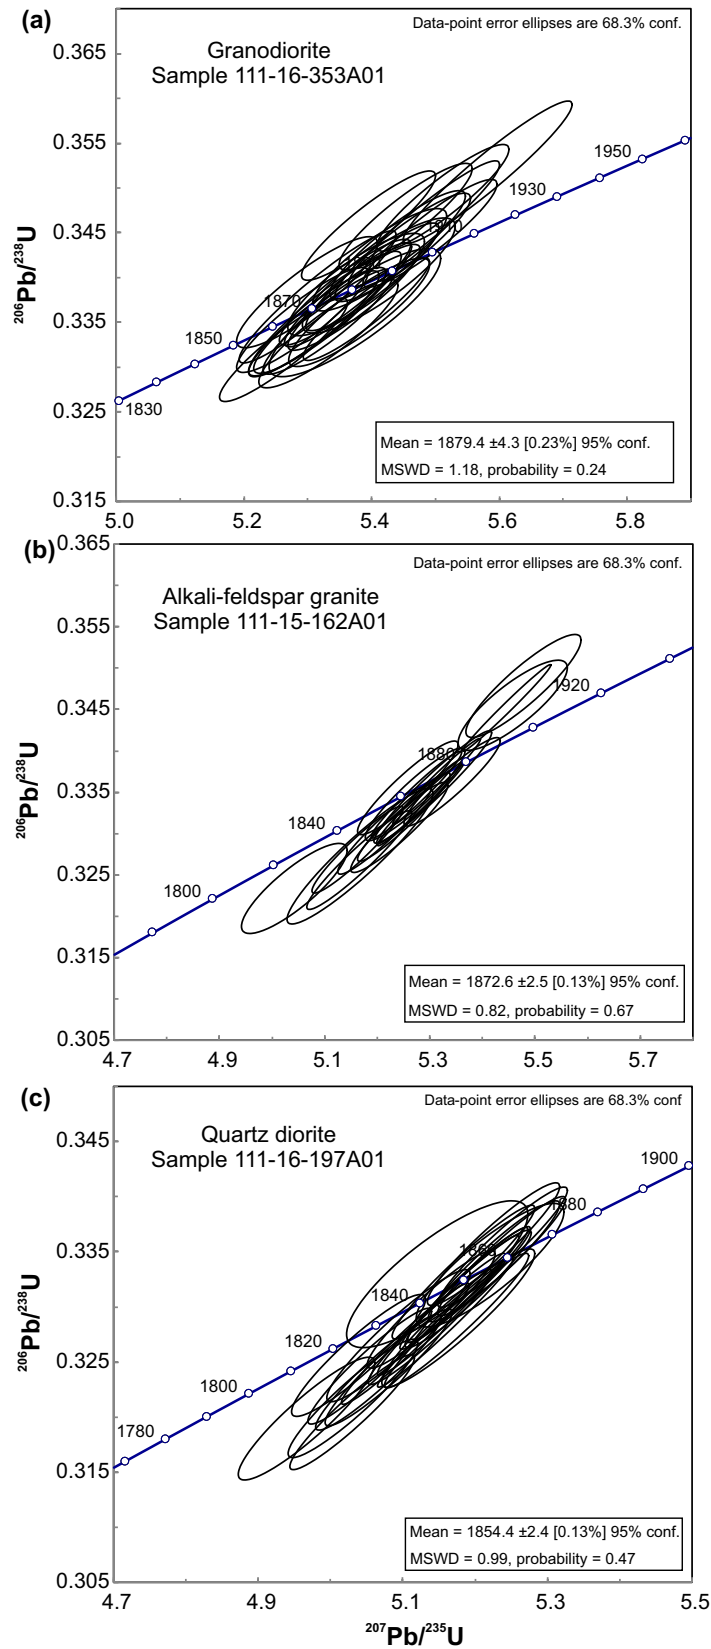 (a)
Data-point error ellipses are 68.3% conf.
Granodiorite
Sample 111-16-353A01
0.365
0.355
0.345
0.335
0.325
0.315
206Pb/238U
1950
1930
1910
1870
1850
1830
Mean = 1879.4 ±4.3 [0.23%] 95% conf.
MSWD = 1.18, probability = 0.24
5.0 5.2 5.4 5.6 5.8
(b)
Data-point error ellipses are 68.3% conf.
Alkali-feldspar granite
Sample 111-15-162A01
0.365
0.355
0.345
0.335
0.325
0.315
0.305
206Pb/238U
1920
1880
1840
1800
Mean = 1872.6 ±2.5 [0.13%] 95% conf.
MSWD = 0.82, probability = 0.67
4.7 4.9 5.1 5.3 5.5 5.7
(c)
Data-point error ellipses are 68.3% conf
Quartz diorite
Sample 111-16-197A01
0.345
0.335
0.325
0.315
0.305
206Pb/238U
1900
1880
1860
1840
1820
1800
1780
Mean = 1854.4 ±2.4 [0.13%] 95% conf.
MSWD = 0.99, probability = 0.47
4.7 4.9 5.1 5.3 5.5
207Pb/235U